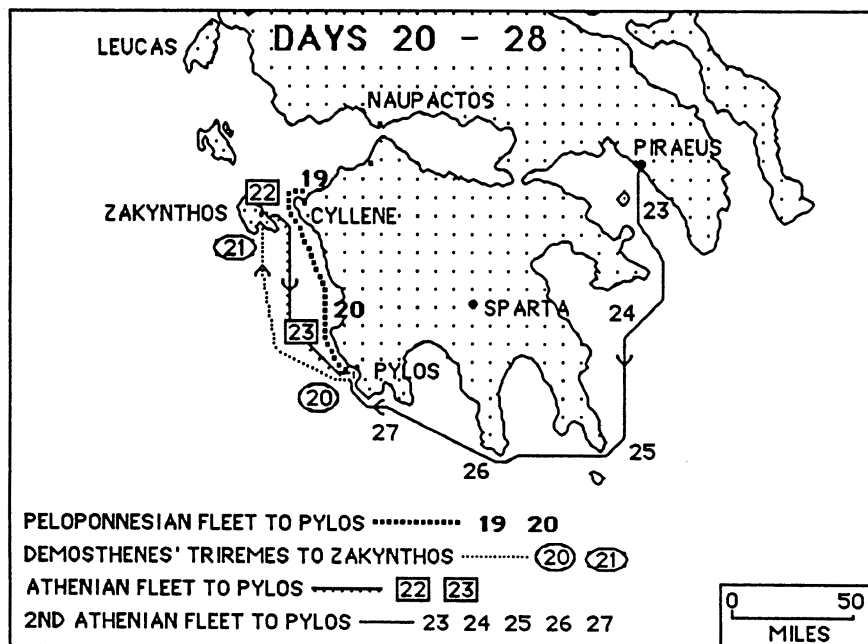 DAYS 20 - 28
LEUCAS
NAUPACTOS
PIRAEUS
19
22
ZAKYNTHOS
CYLLENE
23
21
20
SPARTA
24
23
PYLOS
20
27
25
26
PELOPONNESIAN FLEET TO PYLOS 19 20
DEMOSTHENES' TRIREMES TO ZAKYNTHOS 20 21
ATHENIAN FLEET TO PYLOS 22 23
2ND ATHENIAN FLEET TO PYLOS 23 24 25 26 27
0 50
MILES